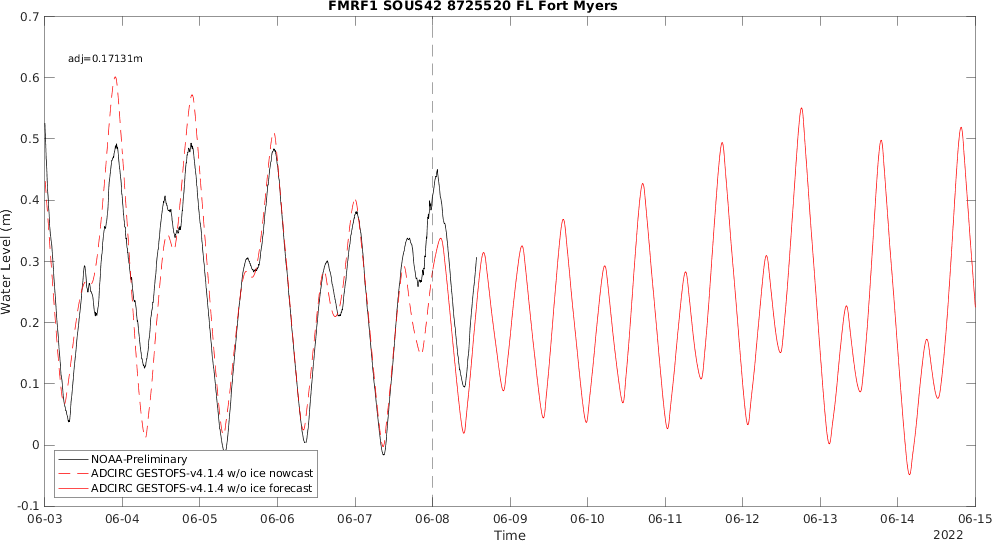 FMRF1 SOUS42 8725520 FL Fort Myers
adj=0.17131m
Water Level (m)
0.7
0.6
0.5
0.4
0.3
0.2
0.1
0
-0.1
NOAA-Preliminary
ADCIRC GESTOFS-v4.1.4 w/o ice nowcast
ADCIRC GESTOFS-v4.1.4 w/o ice forecast
06-03 06-04 06-05 06-06 06-07 06-08 06-09 06-10 06-11 06-12 06-13 06-14 06-15
Time
2022